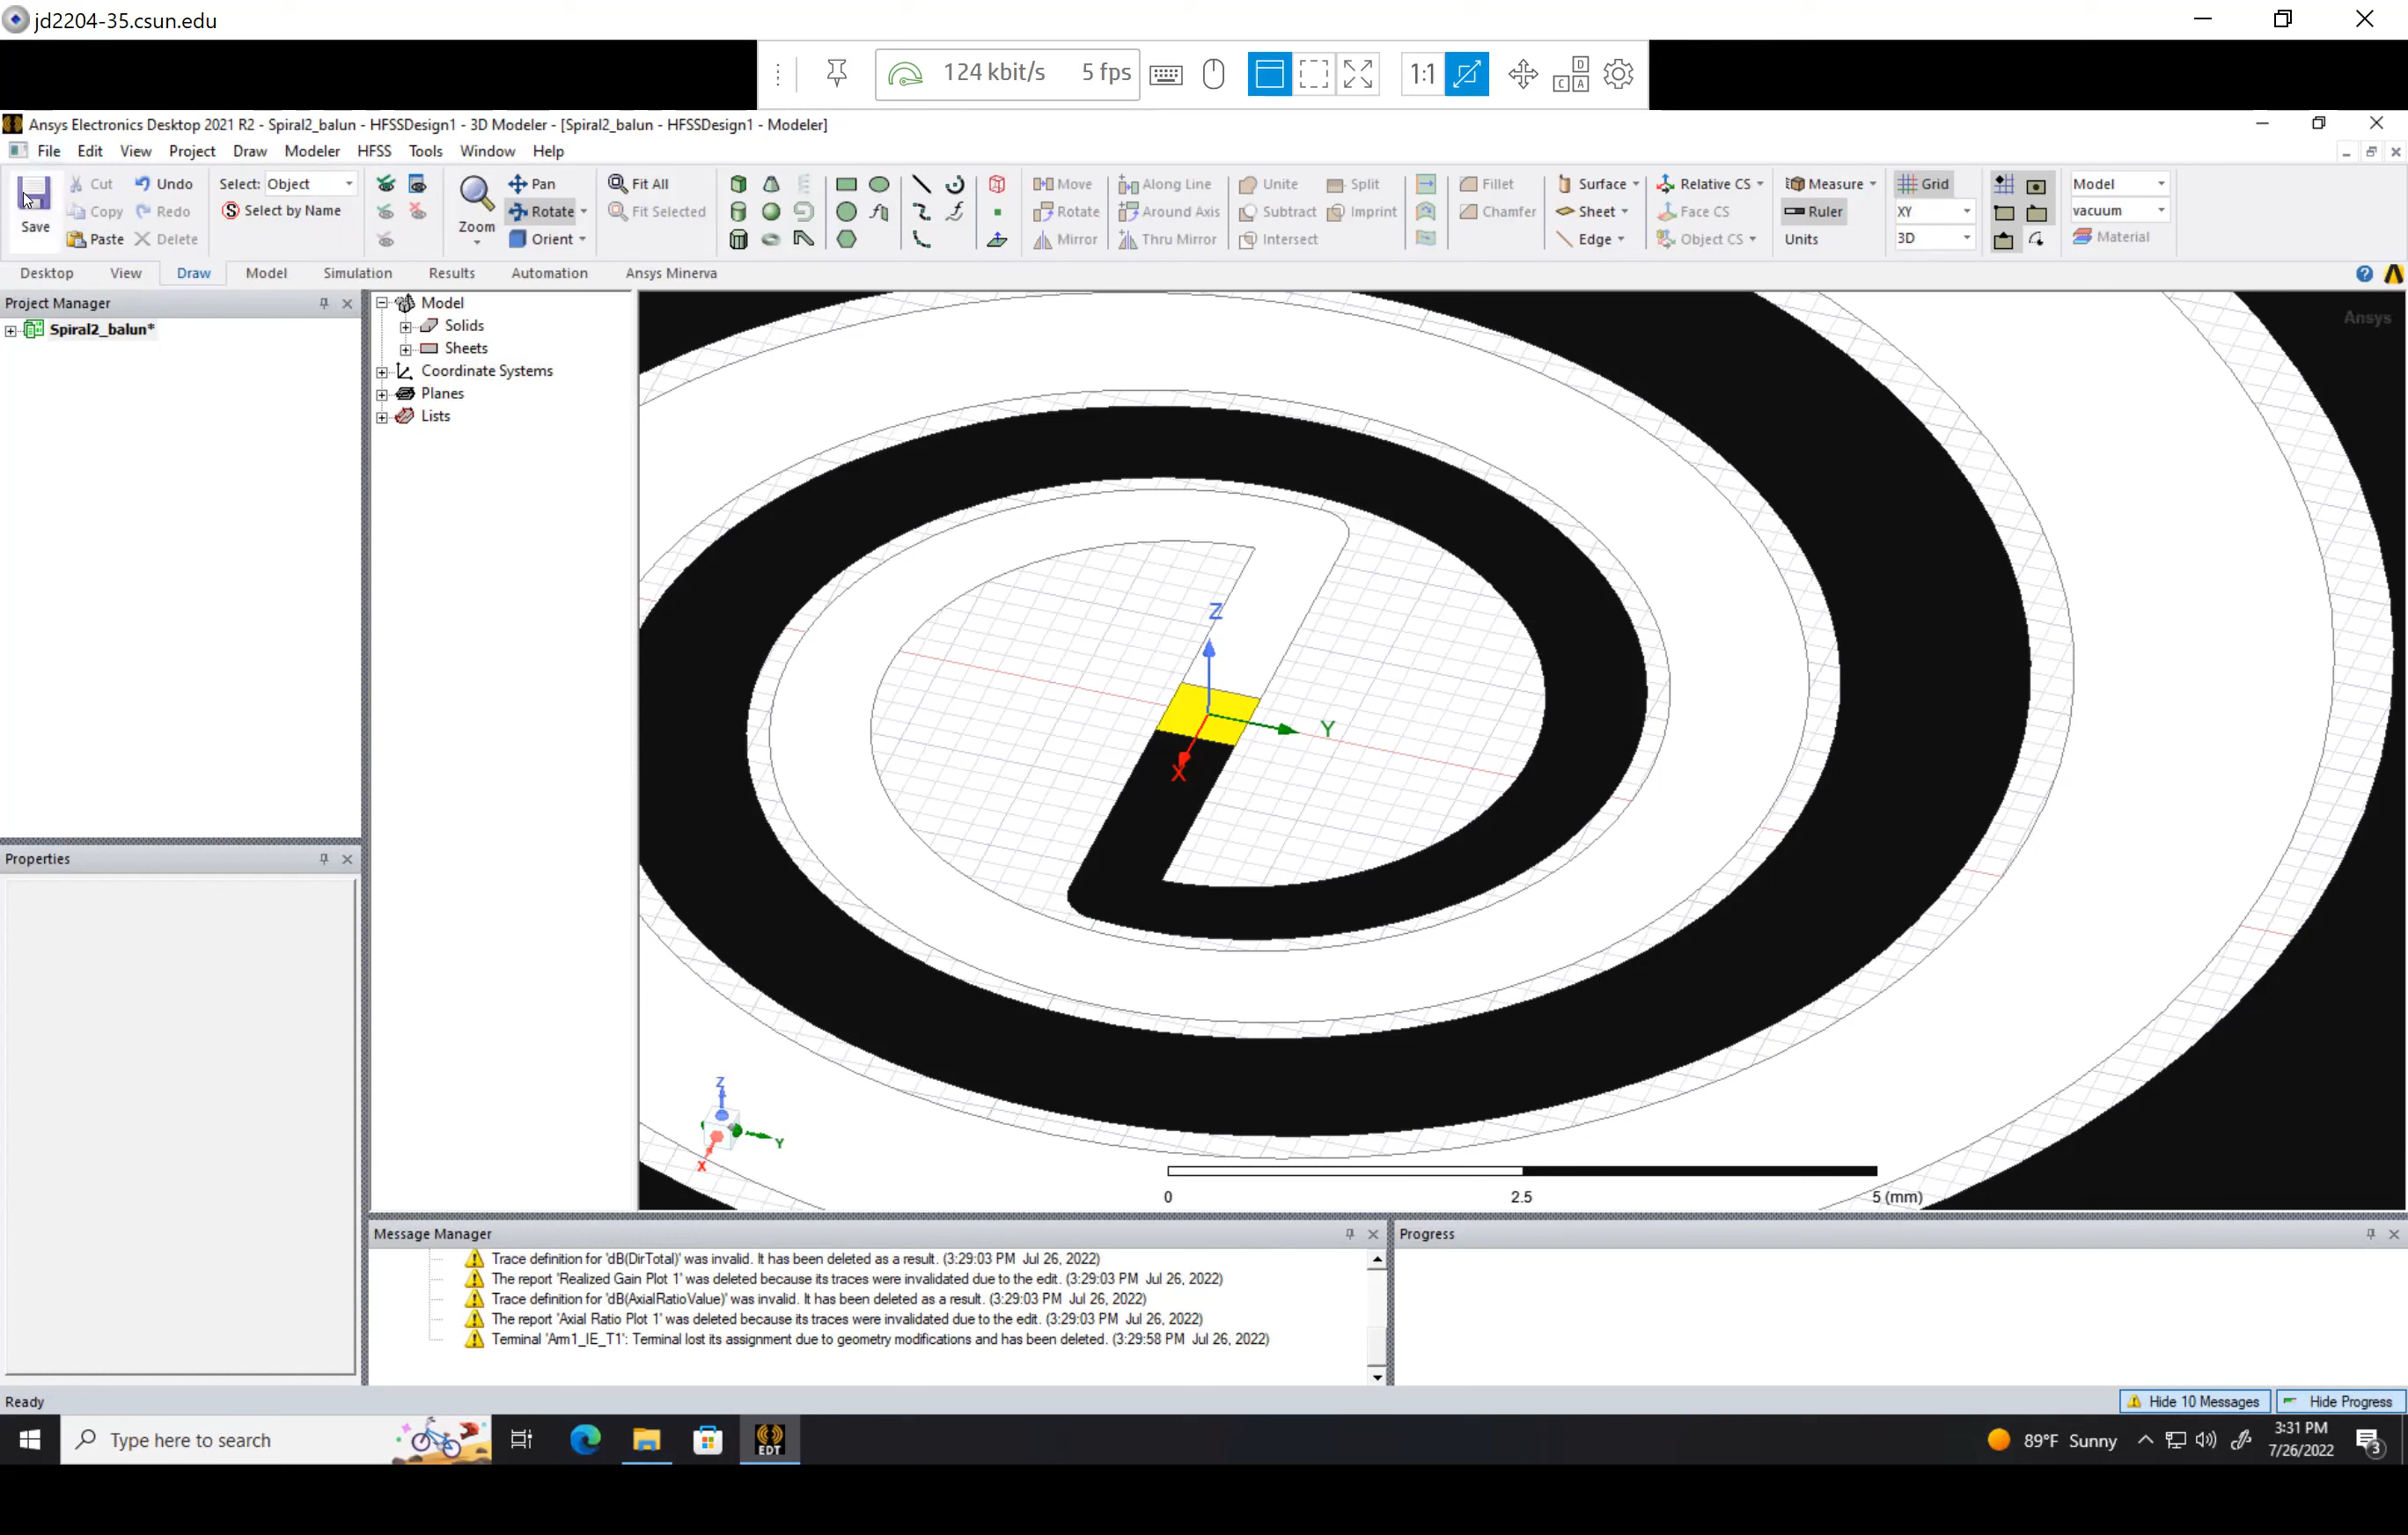 jd2204-35.csun.edu
124 kbit/s 5 fps 1:1 D C A
Ansys Electronics Desktop 2021 R2 - Spiral2_balun - HFSSDesign1 - 3D Modeler - [Spiral2_balun - HFSSDesign1 - Modeler]
File Edit View Project Draw Modeler HFSS Tools Window Help
Save Cut Undo Select: Object Pan Fit All Move Along Line Unite Split Fillet Surface Relative CS Measure Grid Model
Copy Redo Select by Name Zoom Rotate Fit Selected Rotate Around Axis Subtract Imprint Chamfer Sheet Face CS Ruler XY vacuum
Paste Delete Orient Mirror Thru Mirror Intersect Edge Object CS Units 3D Material
Desktop View Draw Model Simulation Results Automation Ansys Minerva
Project Manager
Spiral2_balun*
Model
Solids
Sheets
Coordinate Systems
Planes
Lists
Ansys
Z
Y
X
Properties
Z
Y
X
0 2.5 5 (mm)
Message Manager
Trace definition for 'dB(DirTotal)' was invalid. It has been deleted as a result. (3:29:03 PM Jul 26, 2022)
The report 'Realized Gain Plot 1' was deleted because its traces were invalidated due to the edit. (3:29:03 PM Jul 26, 2022)
Trace definition for 'dB(AxialRatioValue)' was invalid. It has been deleted as a result. (3:29:03 PM Jul 26, 2022)
The report 'Axial Ratio Plot 1' was deleted because its traces were invalidated due to the edit. (3:29:03 PM Jul 26, 2022)
Terminal 'Arm1_IE_T1': Terminal lost its assignment due to geometry modifications and has been deleted. (3:29:58 PM Jul 26, 2022)
Progress
Ready
Hide 10 Messages Hide Progress
Type here to search
EDT
89°F Sunny
3:31 PM
7/26/2022
3